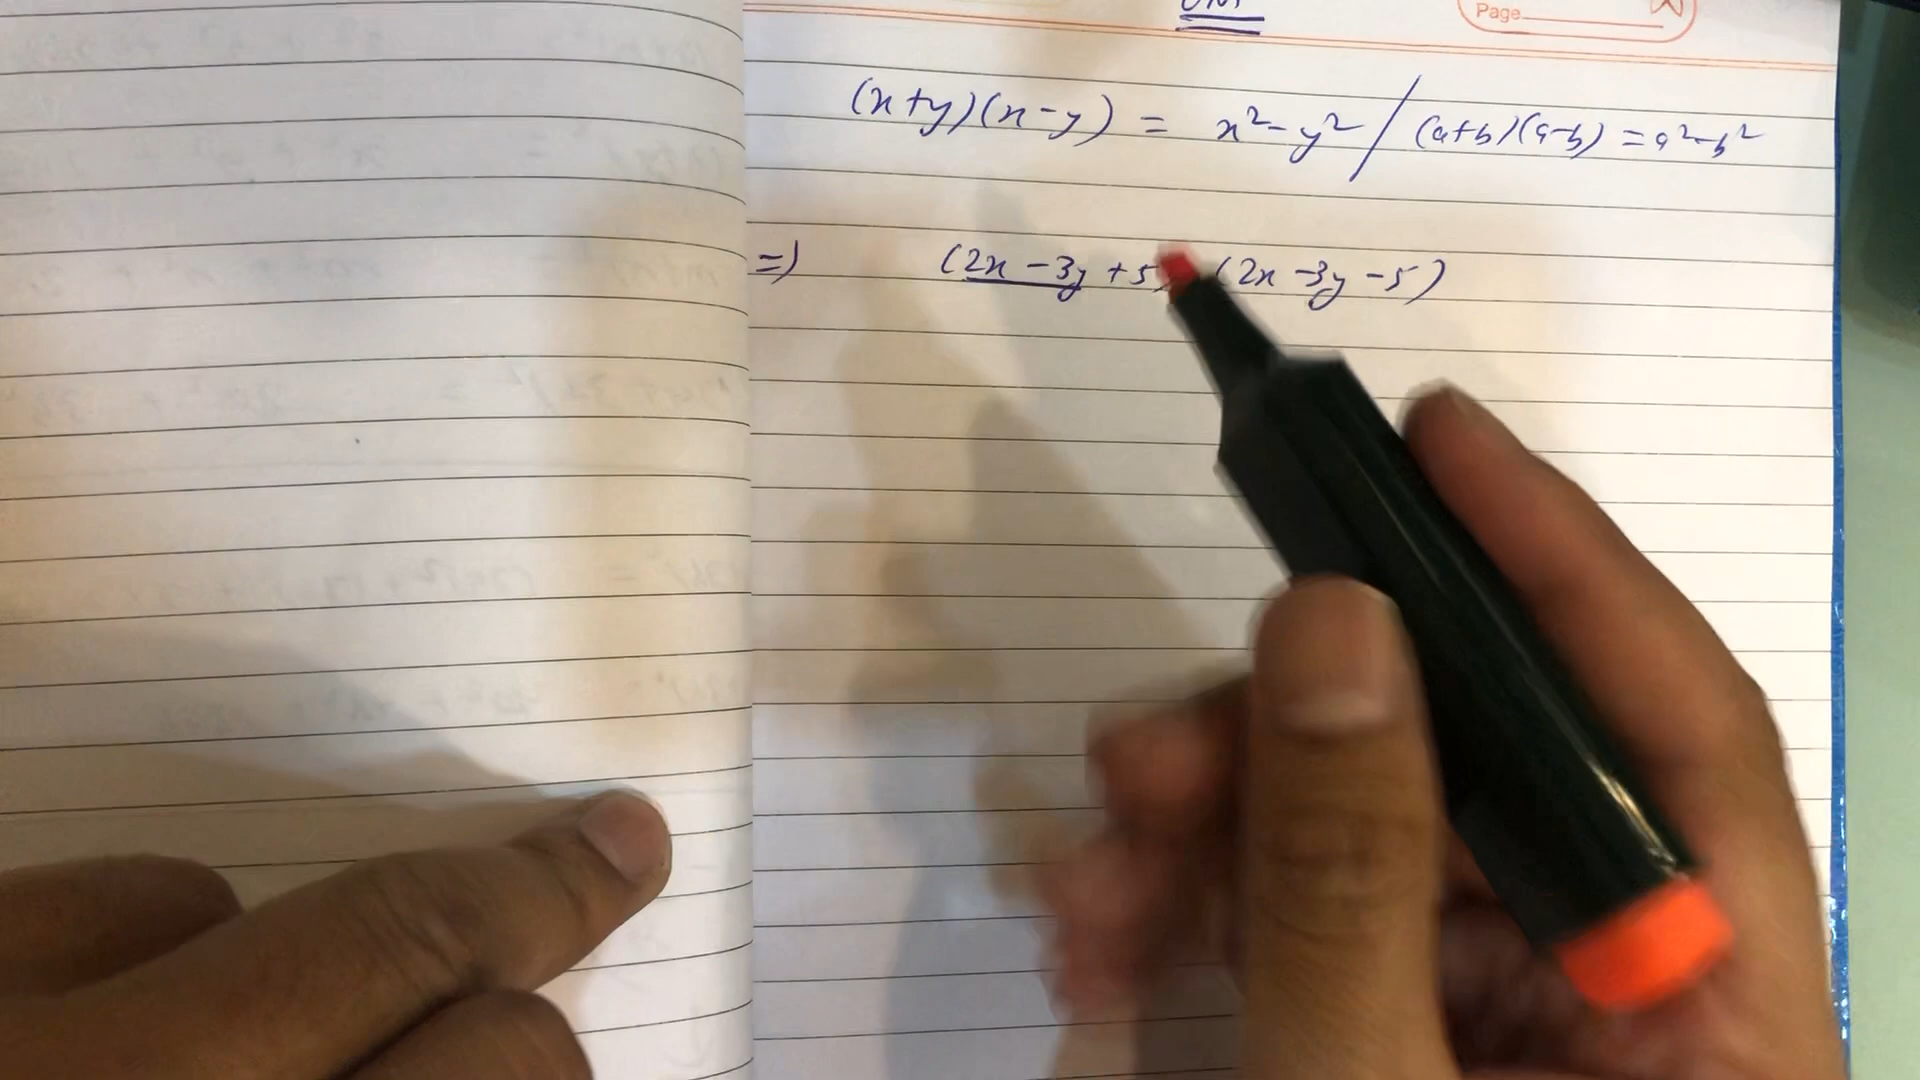 Page
(x+y)(x-y) = x²-y² / (a+b)(a-b) = a²-b²
=) (2x - 3y + 5) (2x - 3y - 5)